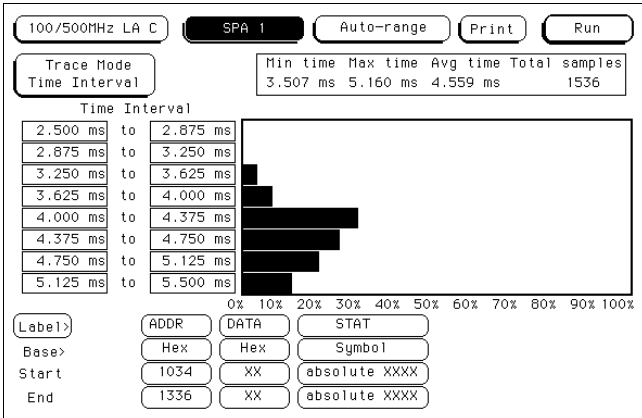 100/500MHz LA C SPA 1 Auto-range Print Run
Trace Mode
Time Interval
Min time Max time Avg time Total samples
3.507 ms 5.160 ms 4.559 ms 1536
Time Interval
2.500 ms to 2.875 ms
2.875 ms to 3.250 ms
3.250 ms to 3.625 ms
3.625 ms to 4.000 ms
4.000 ms to 4.375 ms
4.375 ms to 4.750 ms
4.750 ms to 5.125 ms
5.125 ms to 5.500 ms
0% 10% 20% 30% 40% 50% 60% 70% 80% 90% 100%
Label> ADDR DATA STAT
Base> Hex Hex Symbol
Start 1034 XX absolute XXXX
End 1336 XX absolute XXXX